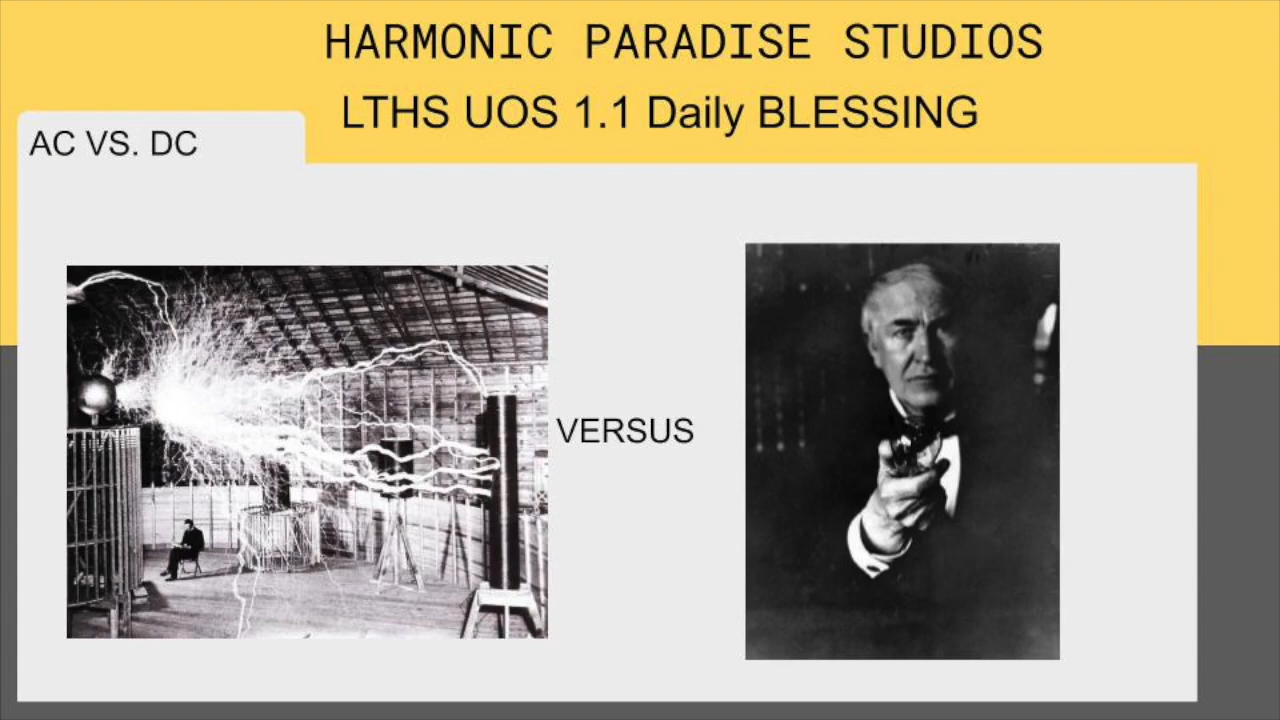 HARMONIC PARADISE STUDIOS
LTHS UOS 1.1 Daily BLESSING
AC VS. DC
VERSUS